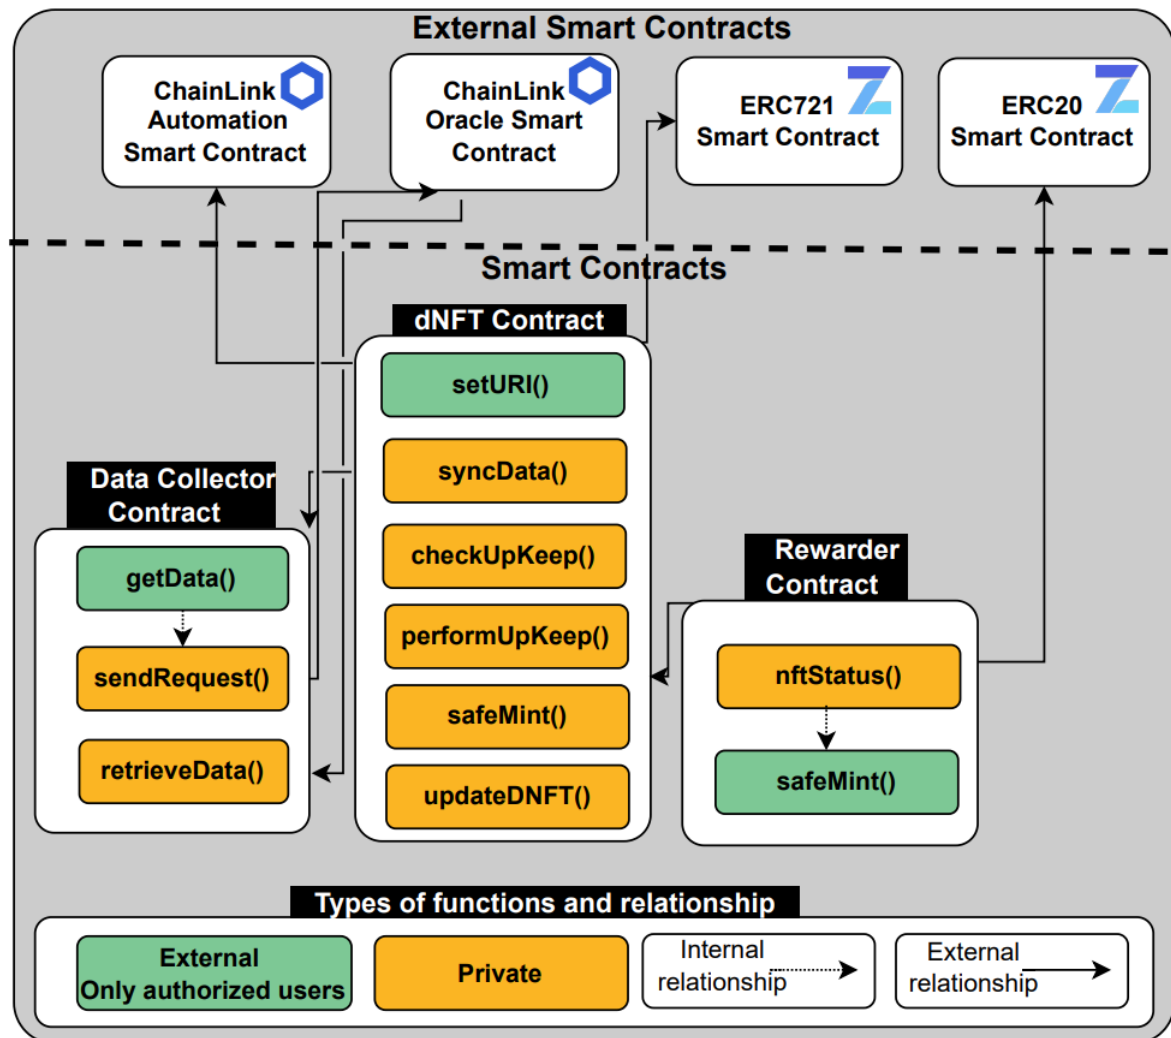 External Smart Contracts
ChainLink
Automation
Smart Contract
ChainLink
Oracle Smart
Contract
ERC721
Smart Contract
ERC20
Smart Contract
Smart Contracts
dNFT Contract
setURI()
syncData()
checkUpKeep()
performUpKeep()
safeMint()
updateDNFT()
Data Collector
Contract
getData()
sendRequest()
retrieveData()
Rewarder
Contract
nftStatus()
safeMint()
Types of functions and relationship
External
Only authorized users
Private
Internal
relationship
External
relationship